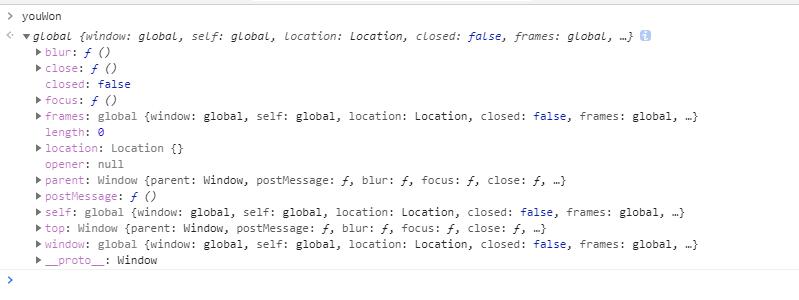 > youWon
global {window: global, self: global, location: Location, closed: false, frames: global, …} i
blur: ƒ ()
close: ƒ ()
closed: false
focus: ƒ ()
frames: global {window: global, self: global, location: Location, closed: false, frames: global, …}
length: 0
location: Location {}
opener: null
parent: Window {parent: Window, postMessage: ƒ, blur: ƒ, focus: ƒ, close: ƒ, …}
postMessage: ƒ ()
self: global {window: global, self: global, location: Location, closed: false, frames: global, …}
top: Window {parent: Window, postMessage: ƒ, blur: ƒ, focus: ƒ, close: ƒ, …}
window: global {window: global, self: global, location: Location, closed: false, frames: global, …}
__proto__: Window
>